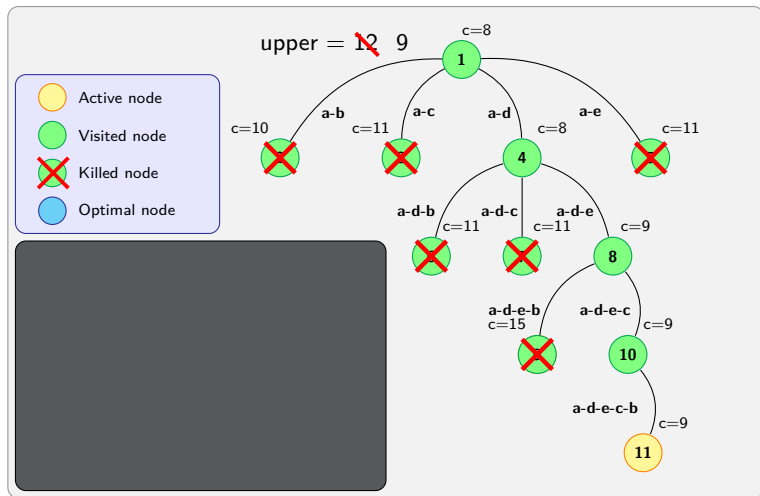 c=8
upper = 12 9
1
Active node
Visited node
Killed node
Optimal node
a-b
a-c
a-d
a-e
c=10
c=11
c=8
c=11
4
a-d-b
a-d-c
a-d-e
c=11
c=11
c=9
8
a-d-e-b
a-d-e-c
c=15
c=9
10
a-d-e-c-b
c=9
11